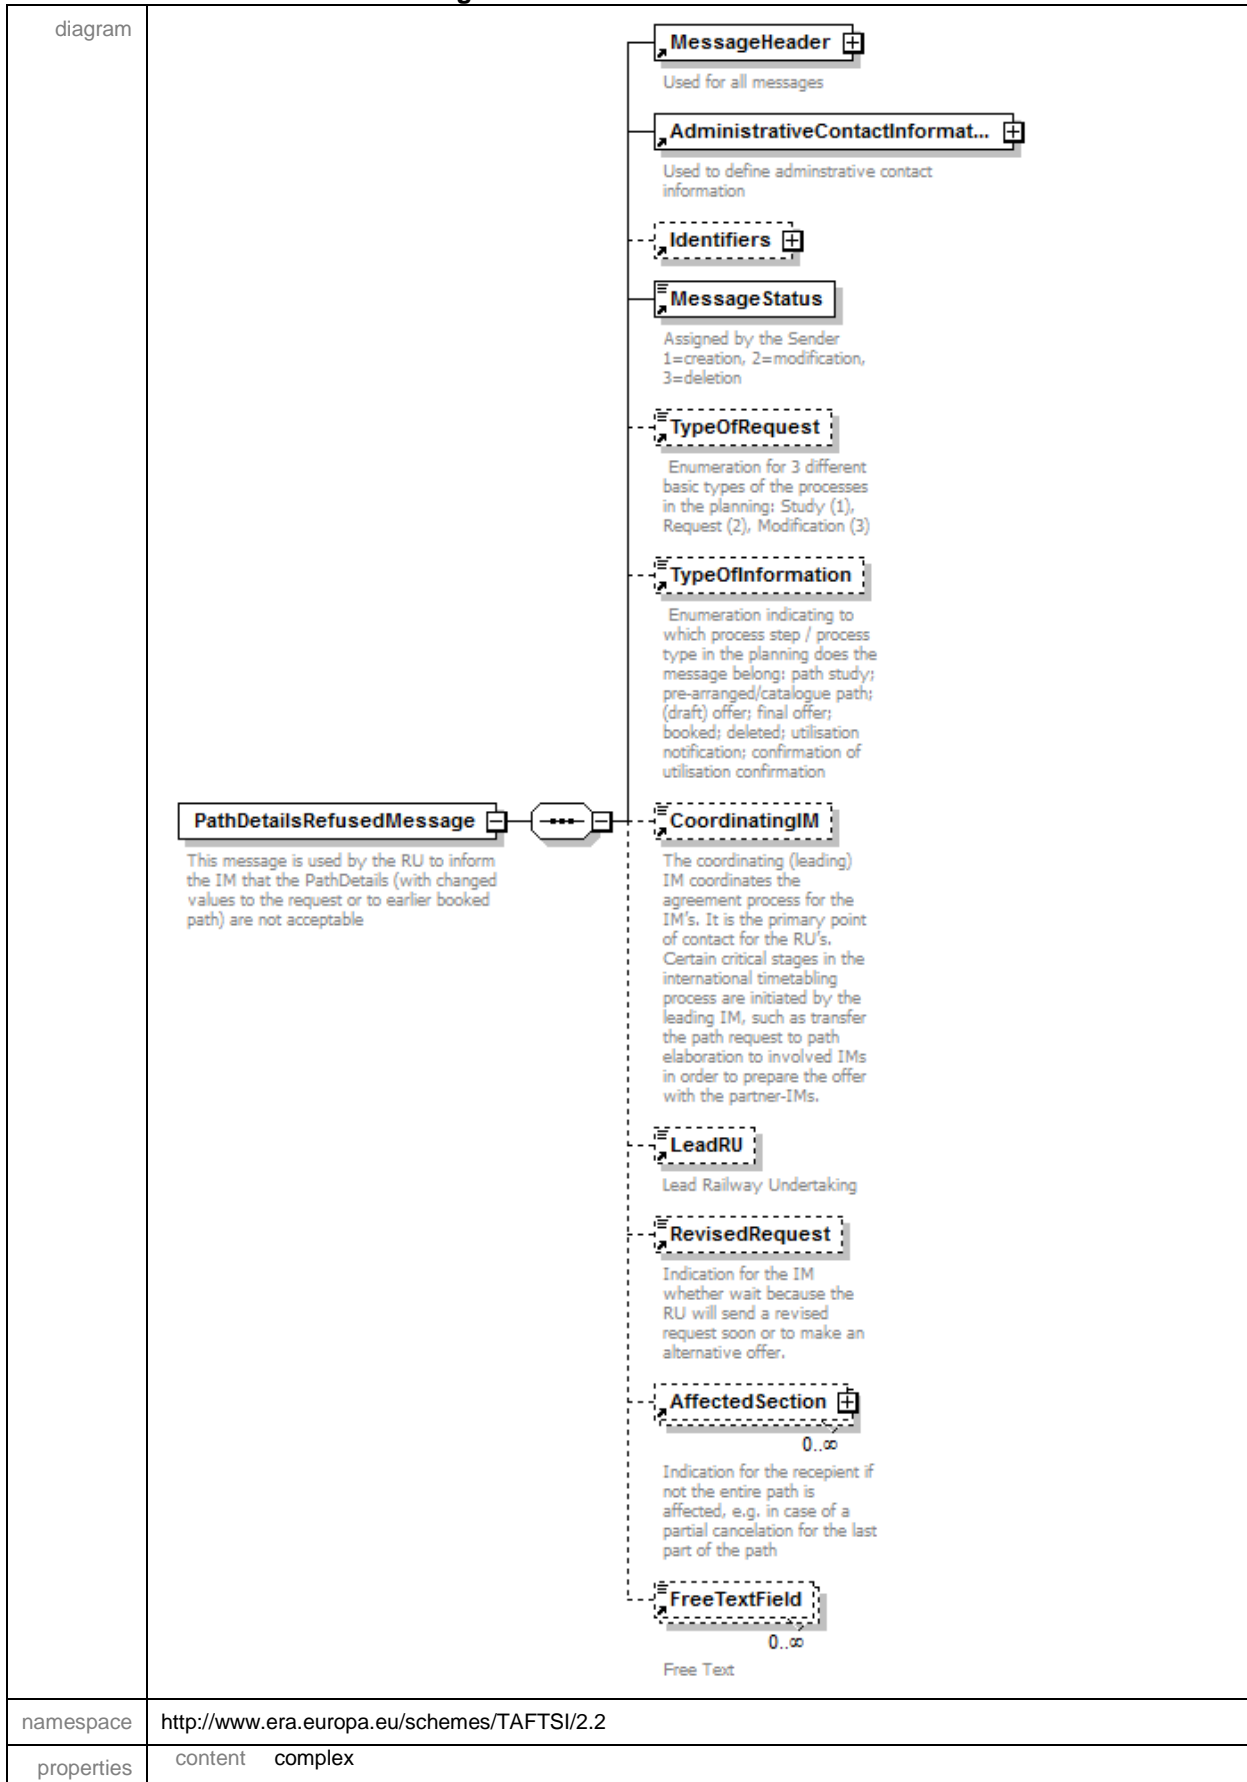 diagram
MessageHeader
Used for all messages
AdministrativeContactInformat...
Used to define adminstrative contact
information
Identifiers
MessageStatus
Assigned by the Sender
1=creation, 2=modification,
3=deletion
TypeOfRequest
Enumeration for 3 different
basic types of the processes
in the planning: Study (1),
Request (2), Modification (3)
TypeOfInformation
Enumeration indicating to
which process step / process
type in the planning does the
message belong: path study;
pre-arranged/catalogue path;
(draft) offer; final offer;
booked; deleted; utilisation
notification; confirmation of
utilisation confirmation
PathDetailsRefusedMessage
This message is used by the RU to inform
the IM that the PathDetails (with changed
values to the request or to earlier booked
path) are not acceptable
CoordinatingIM
The coordinating (leading)
IM coordinates the
agreement process for the
IM's. It is the primary point
of contact for the RU's.
Certain critical stages in the
international timetabling
process are initiated by the
leading IM, such as transfer
the path request to path
elaboration to involved IMs
in order to prepare the offer
with the partner-IMs.
LeadRU
Lead Railway Undertaking
RevisedRequest
Indication for the IM
whether wait because the
RU will send a revised
request soon or to make an
alternative offer.
AffectedSection
0..∞
Indication for the recepient if
not the entire path is
affected, e.g. in case of a
partial cancelation for the last
part of the path
FreeTextField
0..∞
Free Text
namespace http://www.era.europa.eu/schemes/TAFTSI/2.2
properties content complex